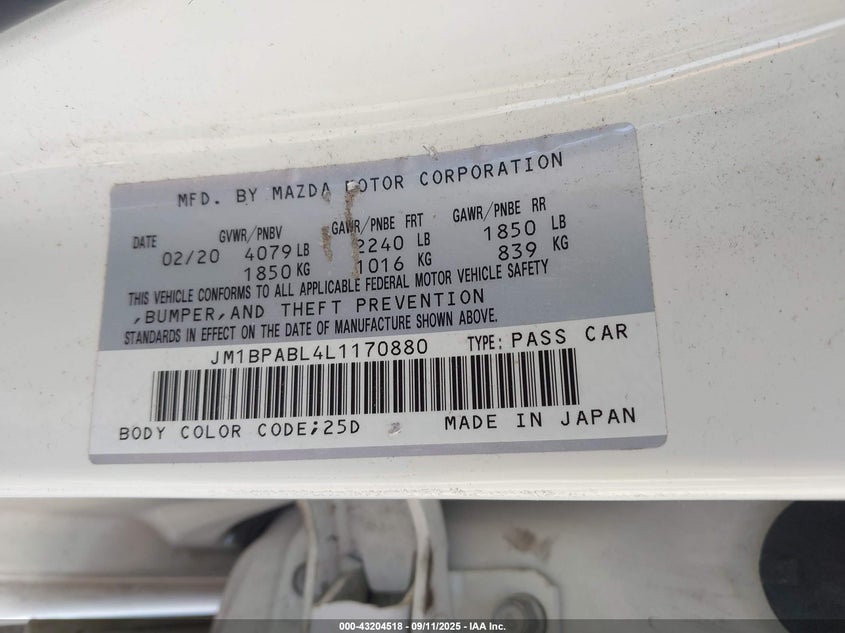 MFD. BY MAZDA MOTOR CORPORATION
DATE GVWR/PNBV GAWR/PNBE FRT GAWR/PNBE RR
02/20 4079 LB 2240 LB 1850 LB
1850 KG 1016 KG 839 KG
THIS VEHICLE CONFORMS TO ALL APPLICABLE FEDERAL MOTOR VEHICLE SAFETY
,BUMPER,AND THEFT PREVENTION
STANDARDS IN EFFECT ON THE DATE OF MANUFACTURE SHOWN ABOVE.
JM1BPABL4L1170880 TYPE: PASS CAR
BODY COLOR CODE;25D MADE IN JAPAN
000-43204518 - 09/11/2025 - IAA Inc.